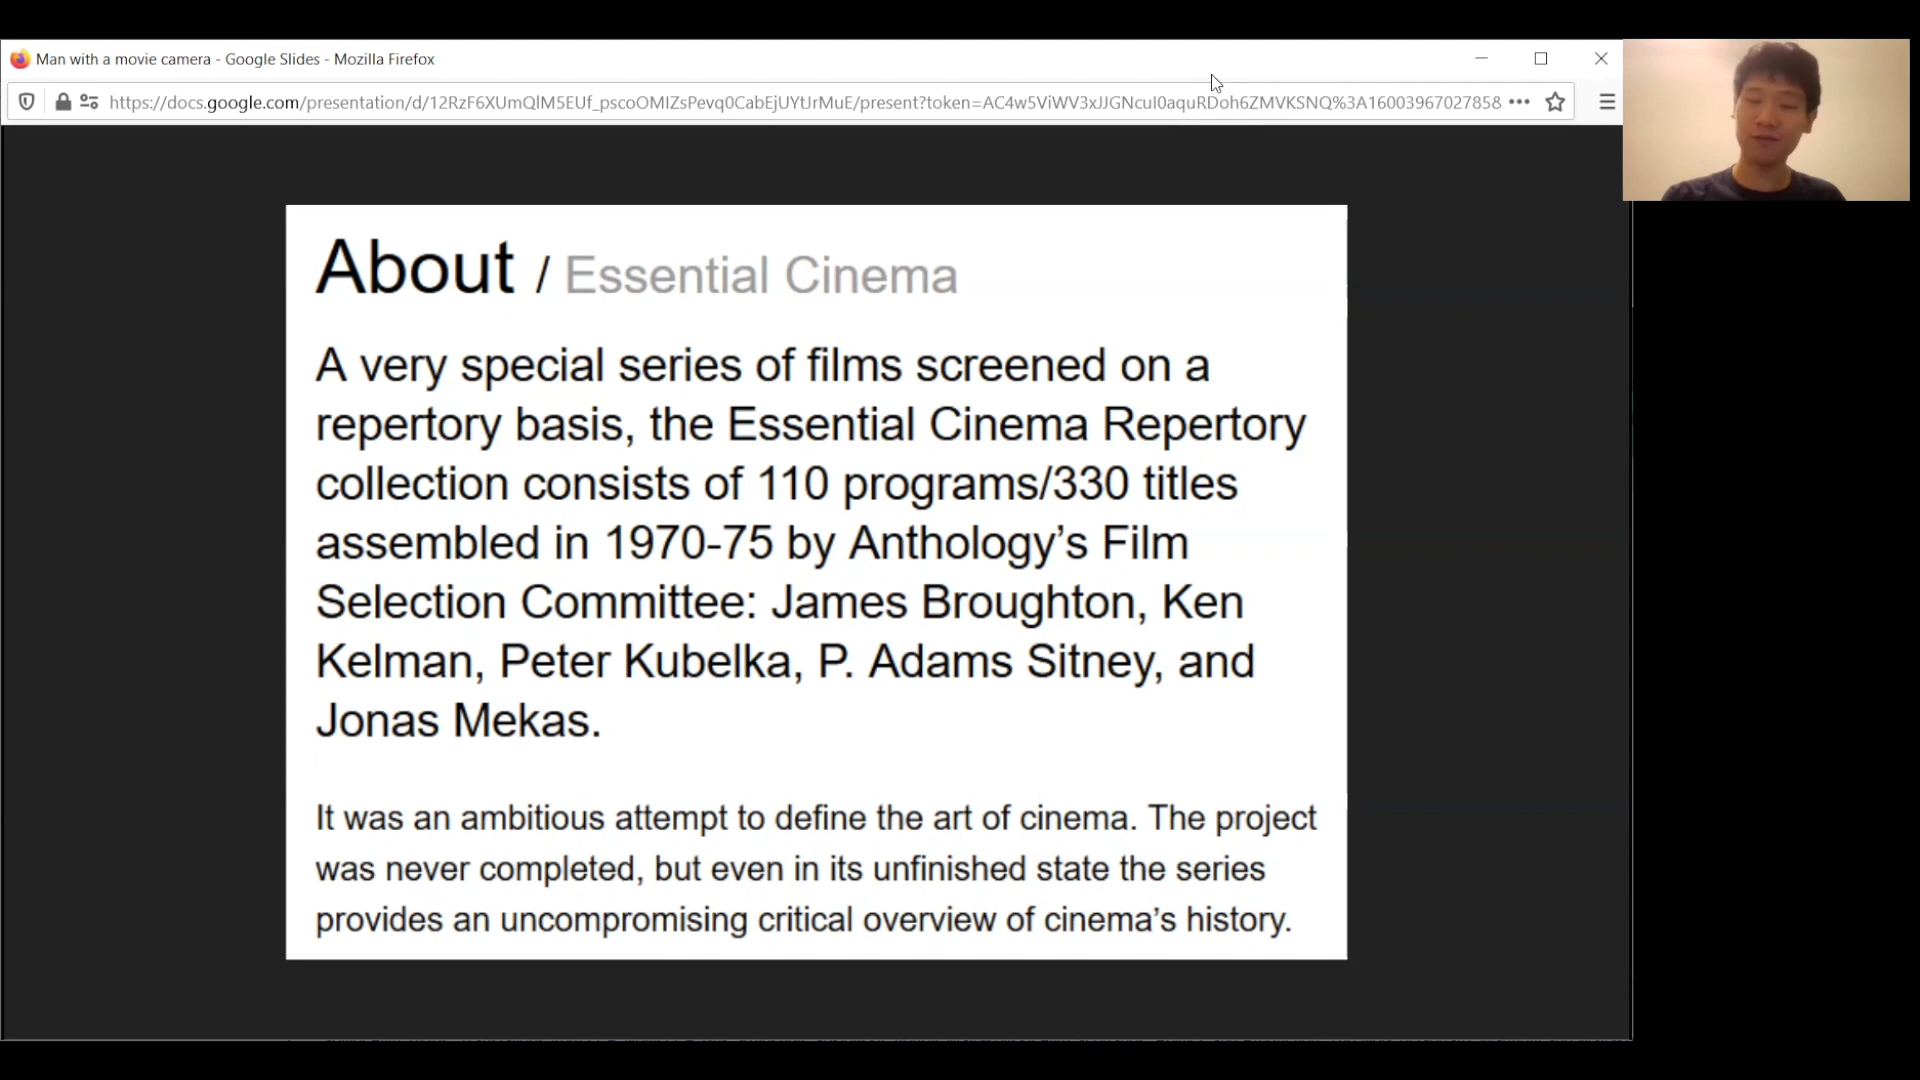 Man with a movie camera - Google Slides - Mozilla Firefox
https://docs.google.com/presentation/d/12RzF6XUmQlM5EUf_pscoOMIZsPevq0CabEjUYtJrMuE/present?token=AC4w5ViWV3xJJGNcuI0aquRDoh6ZMVKSNQ%3A16003967027858
About / Essential Cinema
A very special series of films screened on a
repertory basis, the Essential Cinema Repertory
collection consists of 110 programs/330 titles
assembled in 1970-75 by Anthology’s Film
Selection Committee: James Broughton, Ken
Kelman, Peter Kubelka, P. Adams Sitney, and
Jonas Mekas.
It was an ambitious attempt to define the art of cinema. The project
was never completed, but even in its unfinished state the series
provides an uncompromising critical overview of cinema’s history.